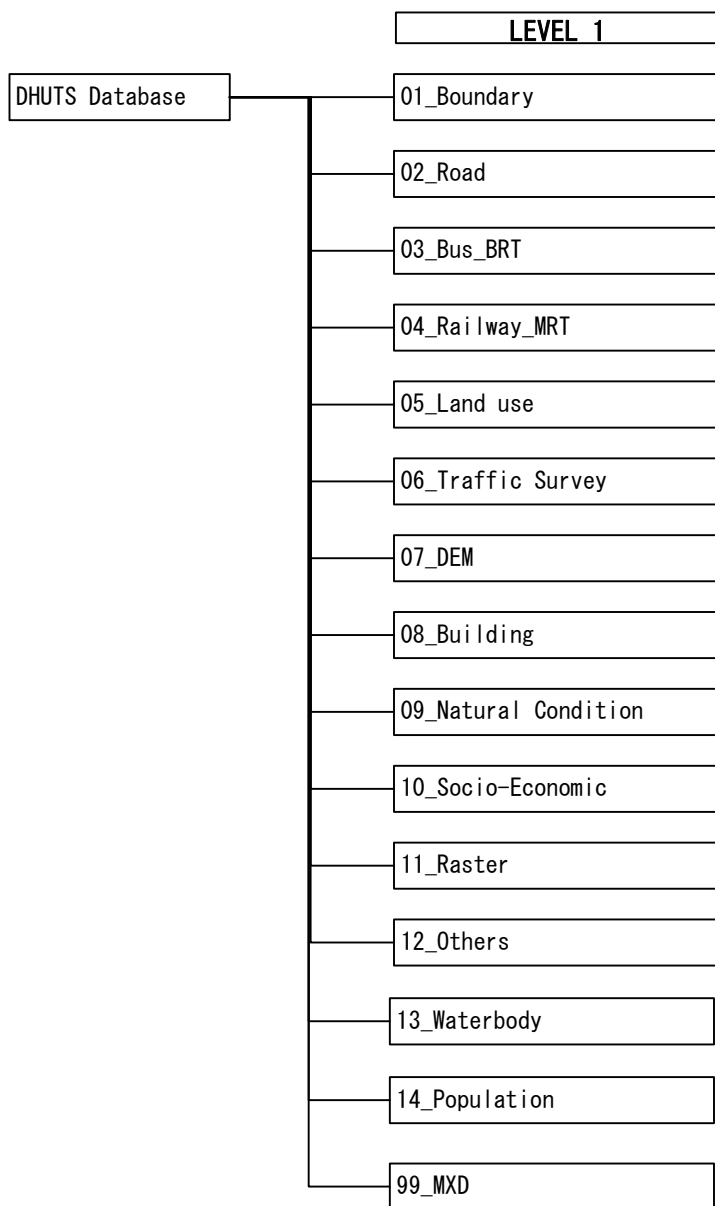 LEVEL 1
DHUTS Database
01_Boundary
02_Road
03_Bus_BRT
04_Railway_MRT
05_Land use
06_Traffic Survey
07_DEM
08_Building
09_Natural Condition
10_Socio-Economic
11_Raster
12_Others
13_Waterbody
14_Population
99_MXD